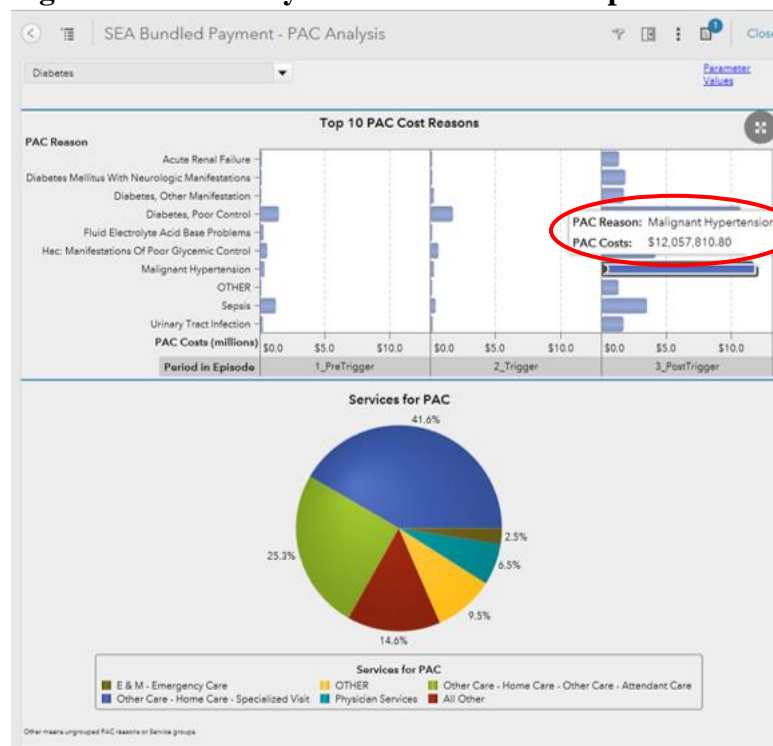 SEA Bundled Payment - PAC Analysis
1
Close
Diabetes
Parameter
Values
Top 10 PAC Cost Reasons
PAC Reason
Acute Renal Failure
Diabetes Mellitus With Neurologic Manifestations
Diabetes, Other Manifestation
Diabetes, Poor Control
Fluid Electrolyte Acid Base Problems
Hac: Manifestations Of Poor Glycemic Control
Malignant Hypertension
OTHER
Sepsis
Urinary Tract Infection
PAC Reason: Malignant Hypertension
PAC Costs: $12,057,810.80
PAC Costs (millions) $0.0 $5.0 $10.0 $0.0 $5.0 $10.0 $0.0 $5.0 $10.0
Period in Episode 1_PreTrigger 2_Trigger 3_PostTrigger
Services for PAC
41.6%
2.5%
25.3%
6.5%
9.5%
14.6%
Services for PAC
E & M - Emergency Care OTHER Other Care - Home Care - Other Care - Attendant Care
Other Care - Home Care - Specialized Visit Physician Services All Other
Other means ungrouped PAC reasons or Service groups.